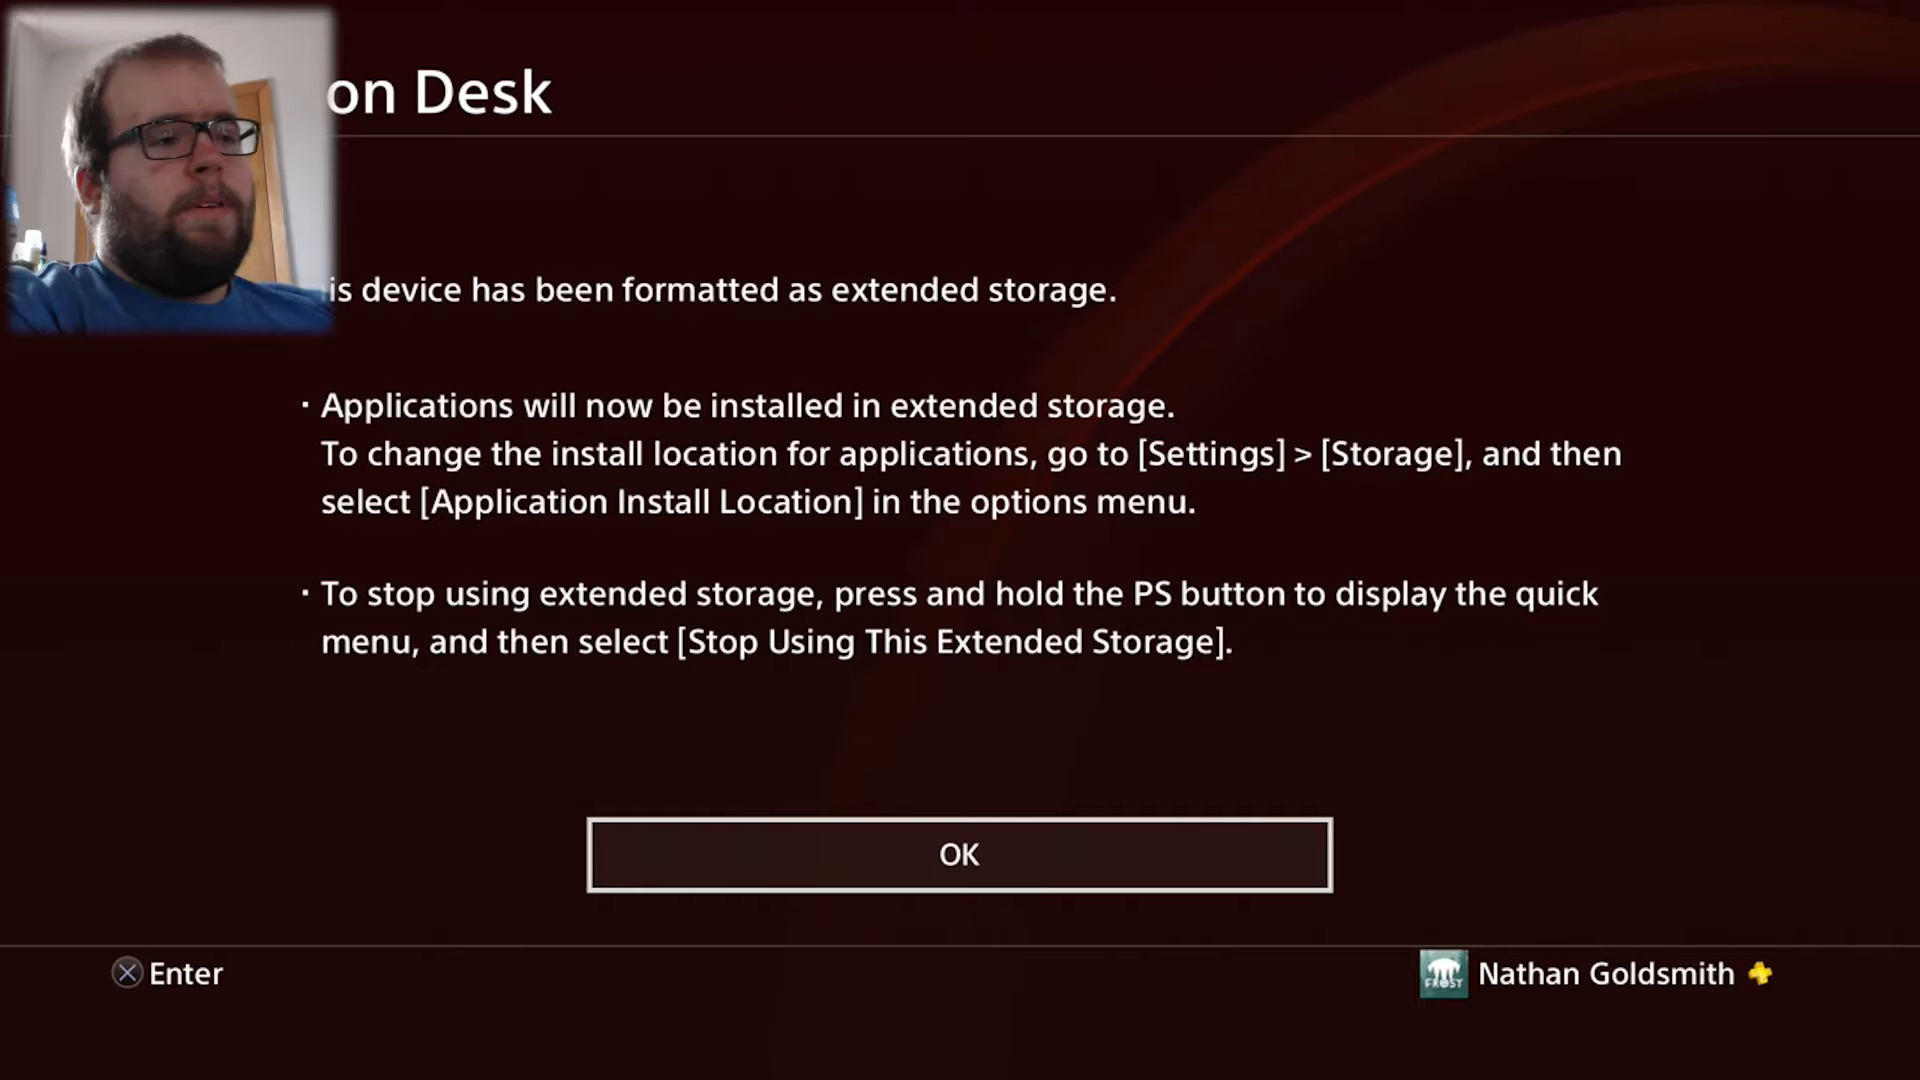 on Desk
is device has been formatted as extended storage.
· Applications will now be installed in extended storage.
To change the install location for applications, go to [Settings] > [Storage], and then
select [Application Install Location] in the options menu.
· To stop using extended storage, press and hold the PS button to display the quick
menu, and then select [Stop Using This Extended Storage].
OK
Enter
FROST
Nathan Goldsmith